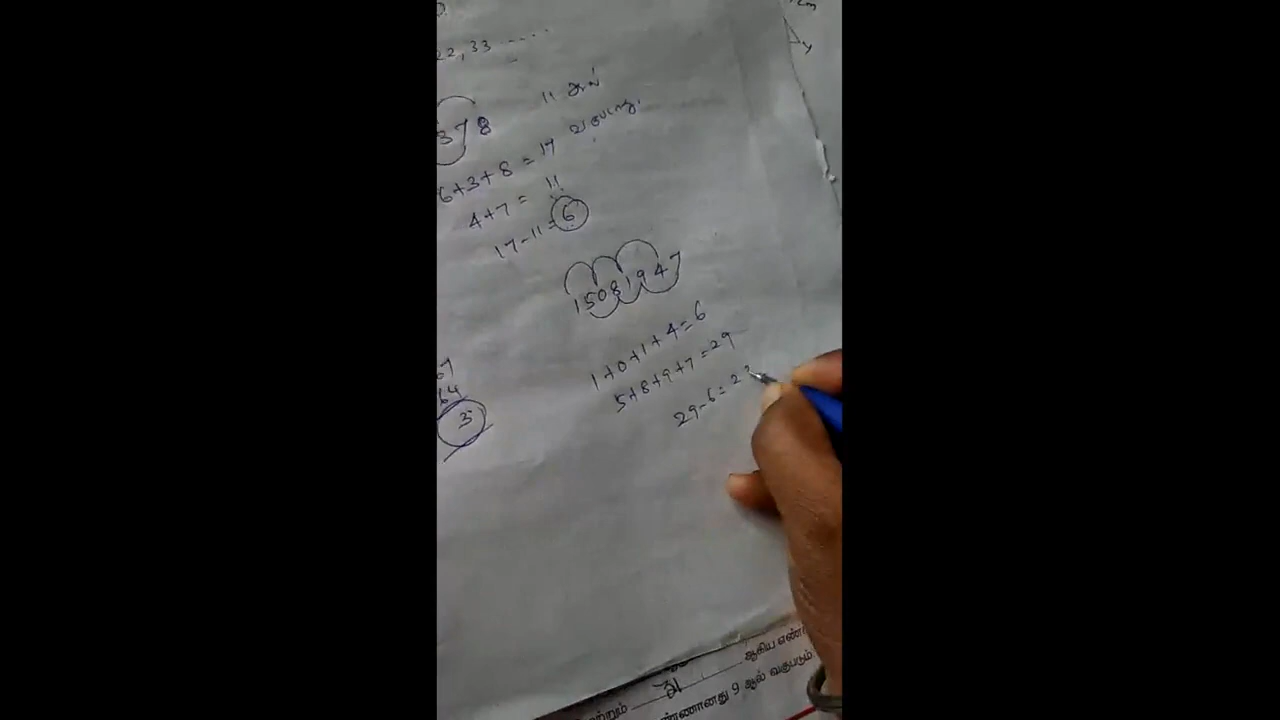 22, 33 .....
11 ஆல்
378 வகுபடாது.
6+3+8 = 17
4+7 = 11
17-11 = 6
15081947
1+0+1+4=6
5+8+9+7=29
29-6=23
64
3
ஆகிய எண்
ண்ணானது 9 ஆல் வகுபடும்